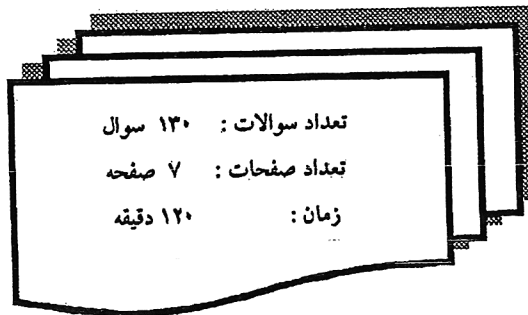 تعداد سوالات : ۱۳۰ سوال
تعداد صفحات : ۷ صفحه
زمان : ۱۲۰ دقیقه